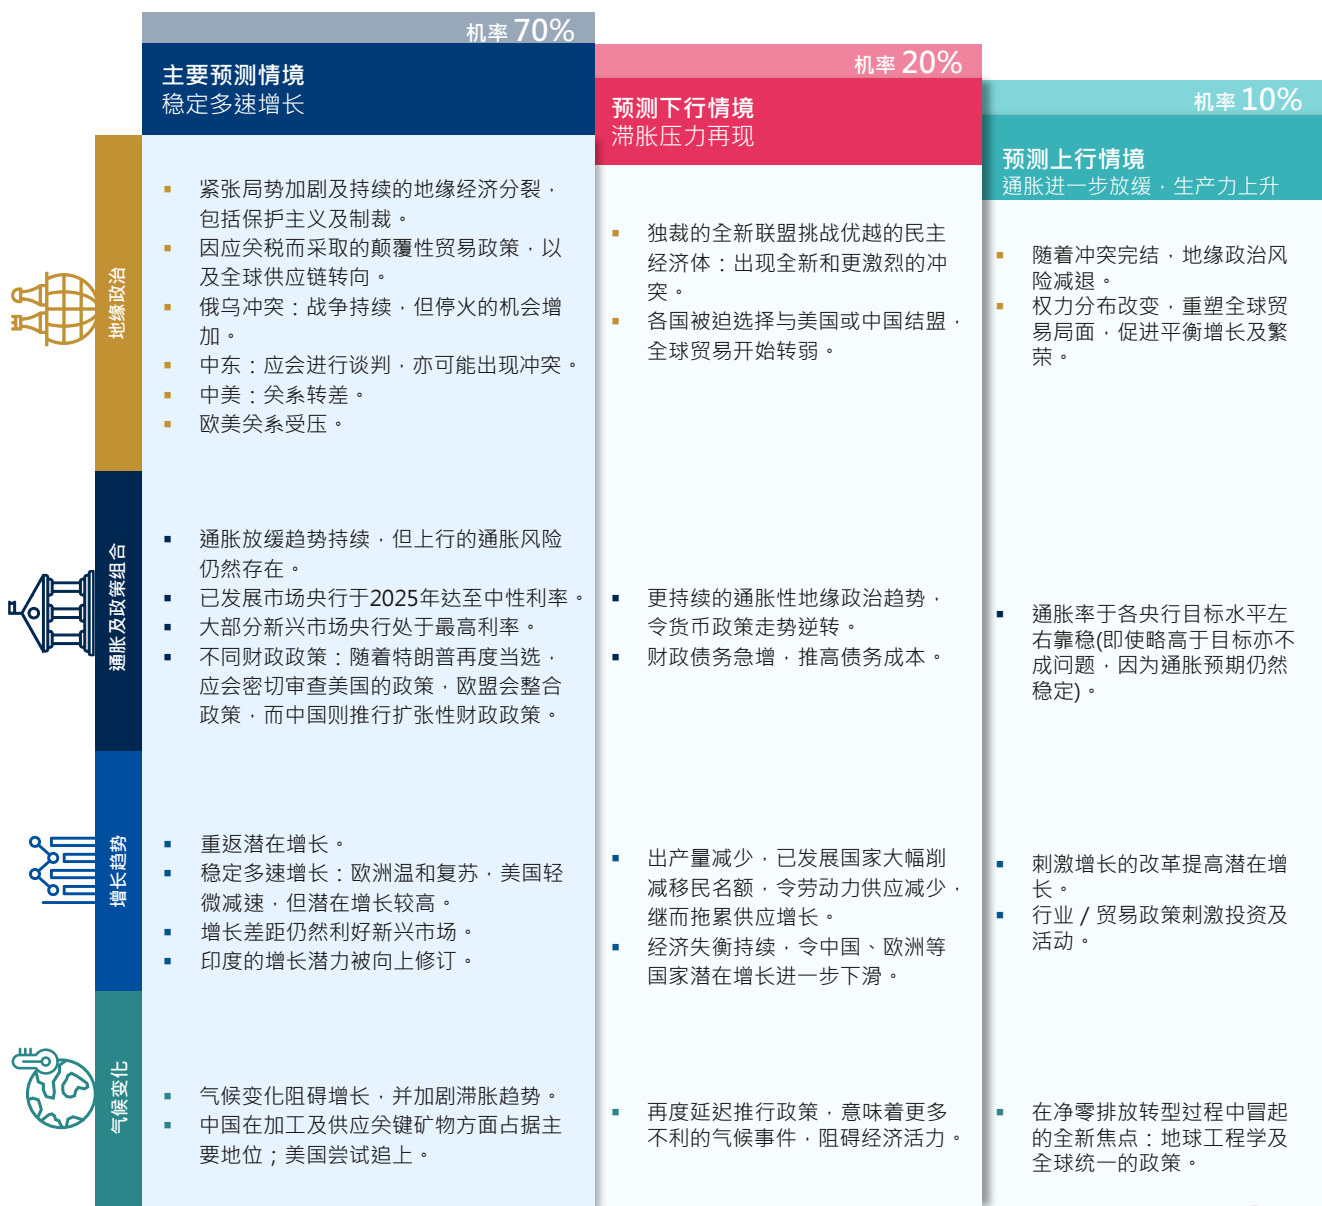 机率 70%
主要预测情境
稳定多速增长
机率 20%
预测下行情境
滞胀压力再现
机率 10%
预测上行情境
通胀进一步放缓，生产力上升
地缘政治
▪ 紧张局势加剧及持续的地缘经济分裂，
包括保护主义及制裁。
▪ 因应关税而采取的颠覆性贸易政策，以
及全球供应链转向。
▪ 俄乌冲突：战争持续，但停火的机会增
加。
▪ 中东：应会进行谈判，亦可能出现冲突。
▪ 中美：关系转差。
▪ 欧美关系受压。
▪ 独裁的全新联盟挑战优越的民主
经济体：出现全新和更激烈的冲
突。
▪ 各国被迫选择与美国或中国结盟，
全球贸易开始转弱。
▪ 随着冲突完结，地缘政治风
险减退。
▪ 权力分布改变，重塑全球贸
易局面，促进平衡增长及繁
荣。
通胀及政策组合
▪ 通胀放缓趋势持续，但上行的通胀风险
仍然存在。
▪ 已发展市场央行于2025年达至中性利率。
▪ 大部分新兴市场央行处于最高利率。
▪ 不同财政政策：随着特朗普再度当选，
应会密切审查美国的政策，欧盟会整合
政策，而中国则推行扩张性财政政策。
▪ 更持续的通胀性地缘政治趋势，
令货币政策走势逆转。
▪ 财政债务急增，推高债务成本。
▪ 通胀率于各央行目标水平左
右靠稳(即使略高于目标亦不
成问题，因为通胀预期仍然
稳定)。
增长趋势
▪ 重返潜在增长。
▪ 稳定多速增长：欧洲温和复苏，美国轻
微减速，但潜在增长较高。
▪ 增长差距仍然利好新兴市场。
▪ 印度的增长潜力被向上修订。
▪ 出产量减少，已发展国家大幅削
减移民名额，令劳动力供应减少，
继而拖累供应增长。
▪ 经济失衡持续，令中国、欧洲等
国家潜在增长进一步下滑。
▪ 刺激增长的改革提高潜在增
长。
▪ 行业 / 贸易政策刺激投资及
活动。
气候变化
▪ 气候变化阻碍增长，并加剧滞胀趋势。
▪ 中国在加工及供应关键矿物方面占据主
要地位；美国尝试追上。
▪ 再度延迟推行政策，意味着更多
不利的气候事件，阻碍经济活力。
▪ 在净零排放转型过程中冒起
的全新焦点：地球工程学及
全球统一的政策。